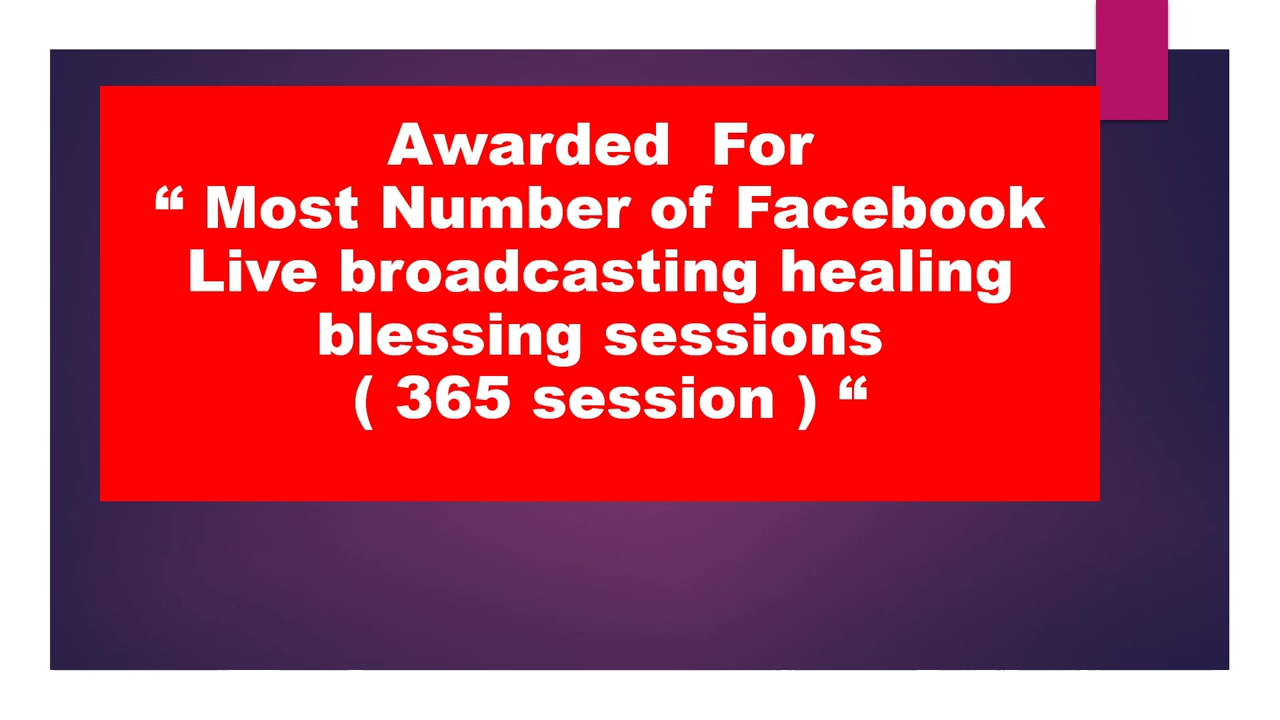 Awarded  For
“ Most Number of Facebook
Live broadcasting healing
blessing sessions
( 365 session ) “